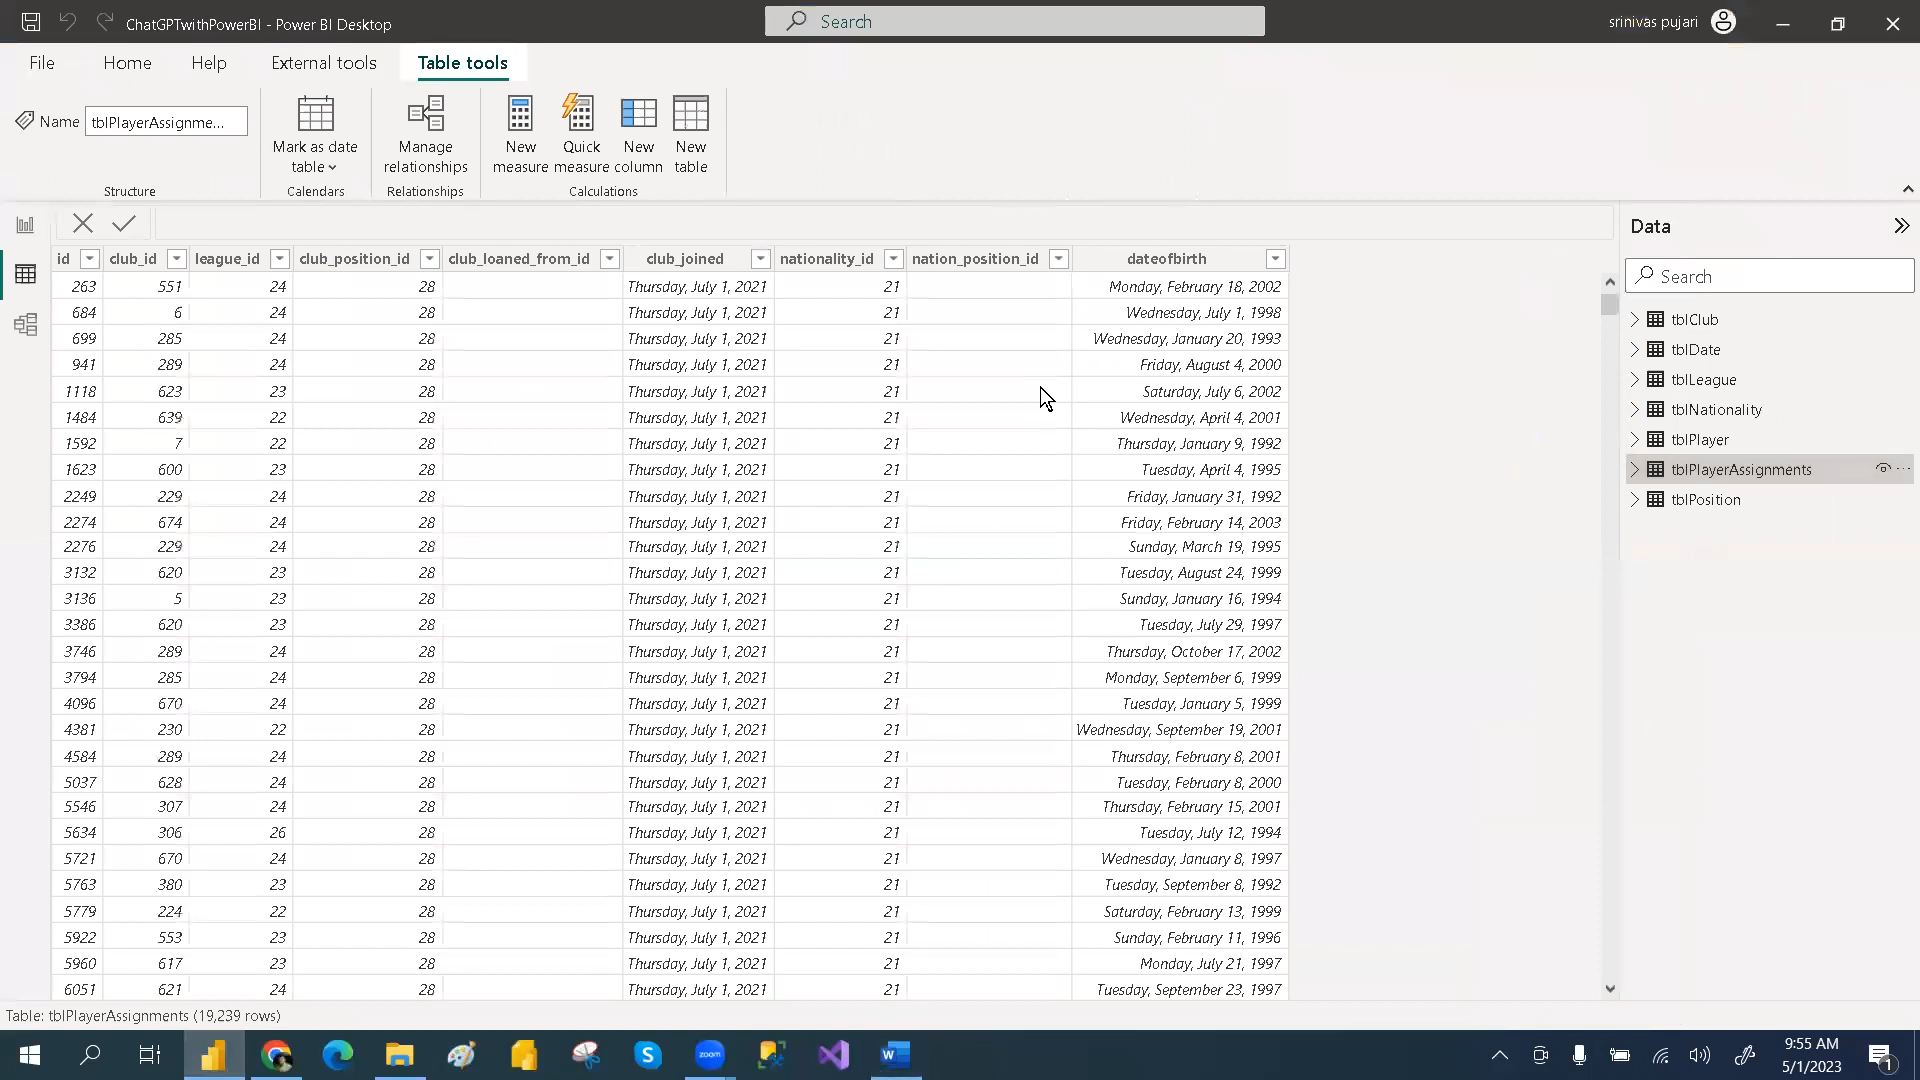 ChatGPTwithPowerBI - Power BI Desktop
Search
srinivas pujari
File Home Help External tools Table tools
Name tblPlayerAssignme...
Mark as date table
Manage relationships
New measure
Quick measure
New column
New table
Structure Calendars Relationships Calculations
id club_id league_id club_position_id club_loaned_from_id club_joined nationality_id nation_position_id dateofbirth
263 551 24 28 Thursday, July 1, 2021 21 Monday, February 18, 2002
684 6 24 28 Thursday, July 1, 2021 21 Wednesday, July 1, 1998
699 285 24 28 Thursday, July 1, 2021 21 Wednesday, January 20, 1993
941 289 24 28 Thursday, July 1, 2021 21 Friday, August 4, 2000
1118 623 23 28 Thursday, July 1, 2021 21 Saturday, July 6, 2002
1484 639 22 28 Thursday, July 1, 2021 21 Wednesday, April 4, 2001
1592 7 22 28 Thursday, July 1, 2021 21 Thursday, January 9, 1992
1623 600 23 28 Thursday, July 1, 2021 21 Tuesday, April 4, 1995
2249 229 24 28 Thursday, July 1, 2021 21 Friday, January 31, 1992
2274 674 24 28 Thursday, July 1, 2021 21 Friday, February 14, 2003
2276 229 24 28 Thursday, July 1, 2021 21 Sunday, March 19, 1995
3132 620 23 28 Thursday, July 1, 2021 21 Tuesday, August 24, 1999
3136 5 23 28 Thursday, July 1, 2021 21 Sunday, January 16, 1994
3386 620 23 28 Thursday, July 1, 2021 21 Tuesday, July 29, 1997
3746 289 24 28 Thursday, July 1, 2021 21 Thursday, October 17, 2002
3794 285 24 28 Thursday, July 1, 2021 21 Monday, September 6, 1999
4096 670 24 28 Thursday, July 1, 2021 21 Tuesday, January 5, 1999
4381 230 22 28 Thursday, July 1, 2021 21 Wednesday, September 19, 2001
4584 289 24 28 Thursday, July 1, 2021 21 Thursday, February 8, 2001
5037 628 24 28 Thursday, July 1, 2021 21 Tuesday, February 8, 2000
5546 307 24 28 Thursday, July 1, 2021 21 Thursday, February 15, 2001
5634 306 26 28 Thursday, July 1, 2021 21 Tuesday, July 12, 1994
5721 670 24 28 Thursday, July 1, 2021 21 Wednesday, January 8, 1997
5763 380 23 28 Thursday, July 1, 2021 21 Tuesday, September 8, 1992
5779 224 22 28 Thursday, July 1, 2021 21 Saturday, February 13, 1999
5922 553 23 28 Thursday, July 1, 2021 21 Sunday, February 11, 1996
5960 617 23 28 Thursday, July 1, 2021 21 Monday, July 21, 1997
6051 621 24 28 Thursday, July 1, 2021 21 Tuesday, September 23, 1997
Data
Search
tblClub
tblDate
tblLeague
tblNationality
tblPlayer
tblPlayerAssignments
tblPosition
Table: tblPlayerAssignments (19,239 rows)
zoom
W
9:55 AM
5/1/2023
1